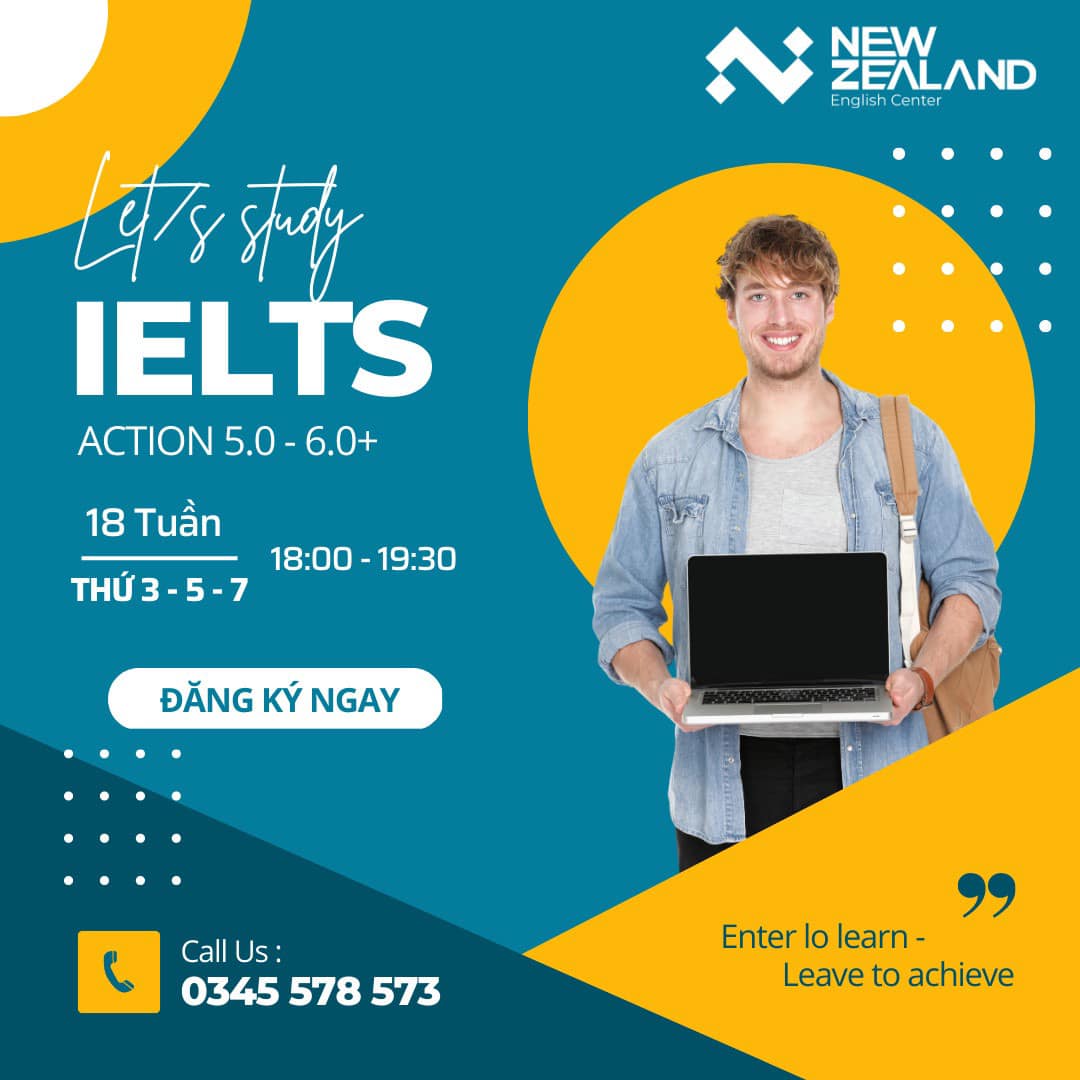 NEW
ZEALAND
English Center
Let's study
IELTS
ACTION 5.0 - 6.0+
18 Tuần
THỨ 3 - 5 - 7
18:00 - 19:30
ĐĂNG KÝ NGAY
Call Us :
0345 578 573
Enter lo learn -
Leave to achieve